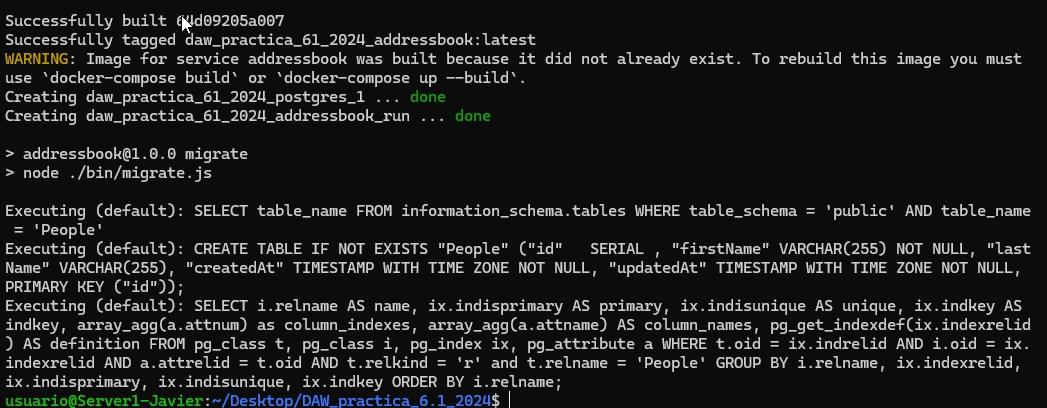 Successfully built 64d09205a007
Successfully tagged daw_practica_61_2024_addressbook:latest
WARNING: Image for service addressbook was built because it did not already exist. To rebuild this image you must
use `docker-compose build` or `docker-compose up --build`.
Creating daw_practica_61_2024_postgres_1 ... done
Creating daw_practica_61_2024_addressbook_run ... done

> addressbook@1.0.0 migrate
> node ./bin/migrate.js

Executing (default): SELECT table_name FROM information_schema.tables WHERE table_schema = 'public' AND table_name
 = 'People'
Executing (default): CREATE TABLE IF NOT EXISTS "People" ("id"   SERIAL , "firstName" VARCHAR(255) NOT NULL, "last
Name" VARCHAR(255), "createdAt" TIMESTAMP WITH TIME ZONE NOT NULL, "updatedAt" TIMESTAMP WITH TIME ZONE NOT NULL,
PRIMARY KEY ("id"));
Executing (default): SELECT i.relname AS name, ix.indisprimary AS primary, ix.indisunique AS unique, ix.indkey AS
indkey, array_agg(a.attnum) as column_indexes, array_agg(a.attname) AS column_names, pg_get_indexdef(ix.indexrelid
) AS definition FROM pg_class t, pg_class i, pg_index ix, pg_attribute a WHERE t.oid = ix.indrelid AND i.oid = ix.
indexrelid AND a.attrelid = t.oid AND t.relkind = 'r' and t.relname = 'People' GROUP BY i.relname, ix.indexrelid,
ix.indisprimary, ix.indisunique, ix.indkey ORDER BY i.relname;
usuario@Server1-Javier:~/Desktop/DAW_practica_6.1_2024$